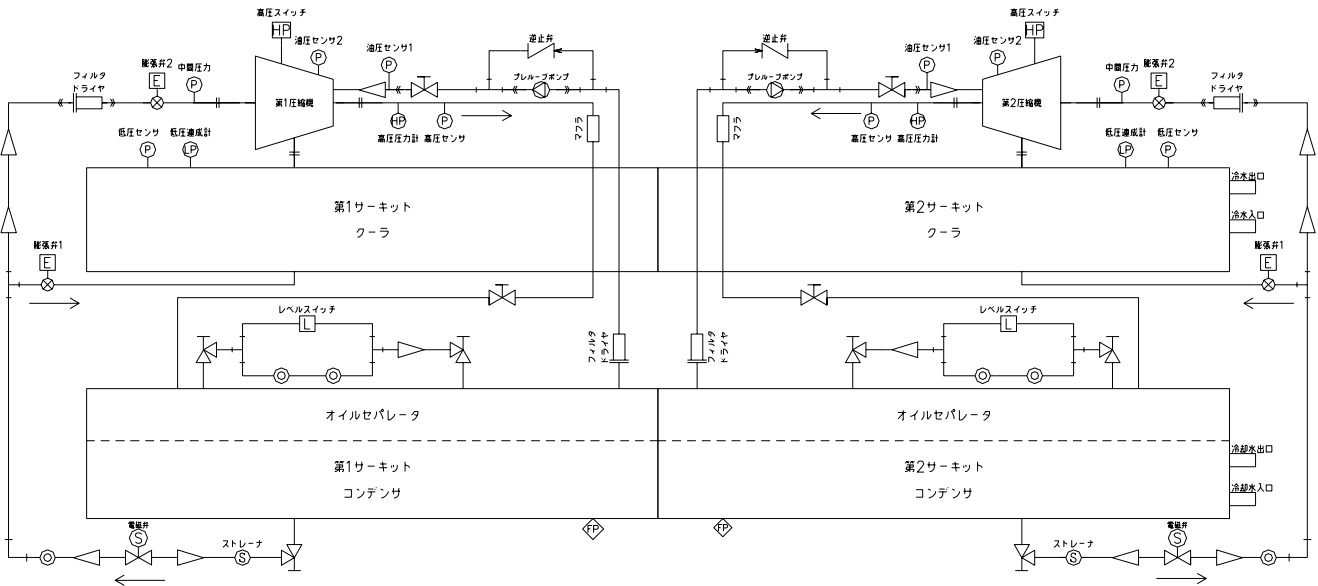 高圧スイッチ
HP
油圧センサ2
P
油圧センサ1
P
逆止弁
逆止弁
油圧センサ1
P
油圧センサ2
P
高圧スイッチ
HP
膨張弁2
E
中間圧力
P
フィルタ
ドライヤ
第1圧縮機
プレループポンプ
プレループポンプ
第2圧縮機
中間圧力
P
膨張弁2
E
フィルタ
ドライヤ
HP
P
高圧圧力計 高圧センサ
マフラ
マフラ
P
HP
高圧センサ 高圧圧力計
低圧センサ
P
低圧連成計
LP
低圧連成計
LP
低圧センサ
P
第1サーキット
クーラ
第2サーキット
クーラ
冷水出口
冷水入口
膨張弁1
E
膨張弁1
E
レベルスイッチ
L
フィルタ
ドライヤ
フィルタ
ドライヤ
レベルスイッチ
L
オイルセパレータ
オイルセパレータ
第1サーキット
コンデンサ
第2サーキット
コンデンサ
冷却水出口
冷却水入口
電磁弁
S
ストレーナ
S
FP
FP
ストレーナ
S
電磁弁
S